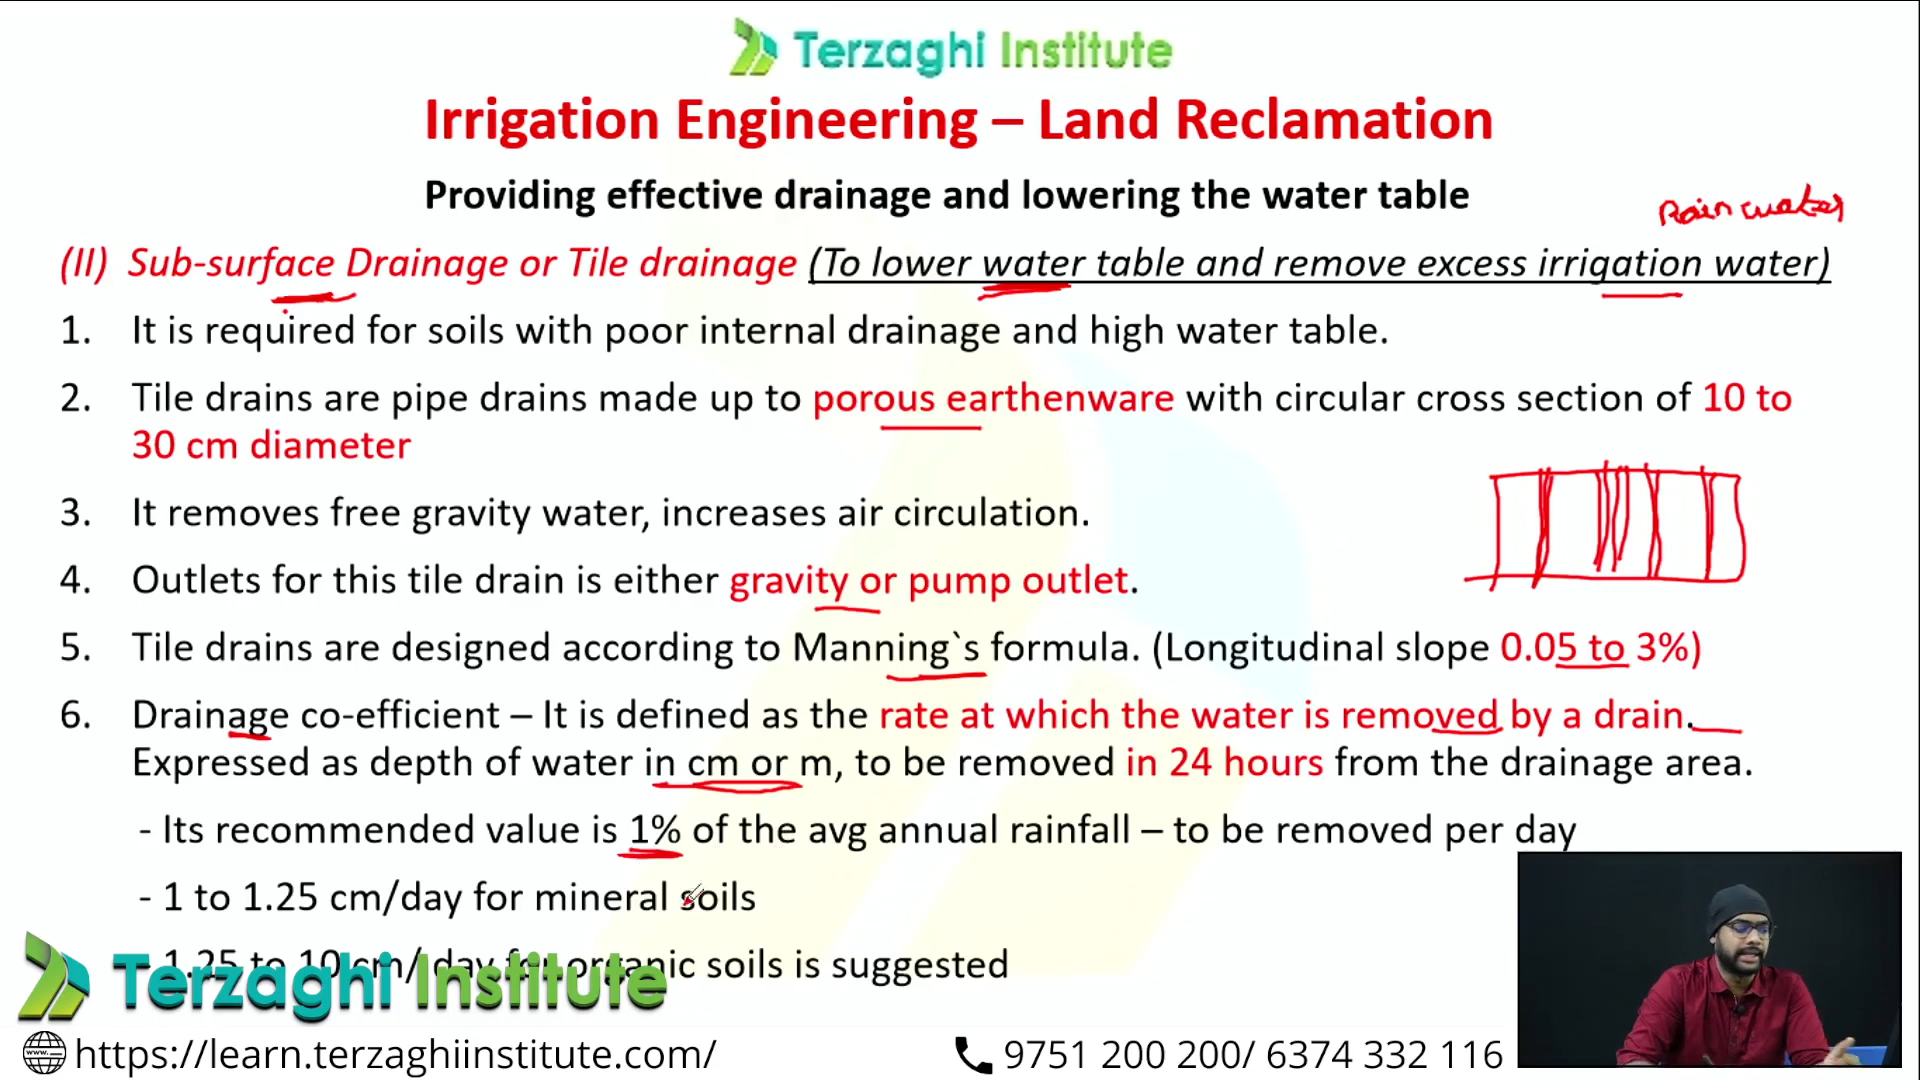 Terzaghi Institute
Irrigation Engineering – Land Reclamation
Providing effective drainage and lowering the water table
Rain water
(II) Sub-surface Drainage or Tile drainage (To lower water table and remove excess irrigation water)
1. It is required for soils with poor internal drainage and high water table.
2. Tile drains are pipe drains made up to porous earthenware with circular cross section of 10 to
30 cm diameter
3. It removes free gravity water, increases air circulation.
4. Outlets for this tile drain is either gravity or pump outlet.
5. Tile drains are designed according to Manning`s formula. (Longitudinal slope 0.05 to 3%)
6. Drainage co-efficient – It is defined as the rate at which the water is removed by a drain.
Expressed as depth of water in cm or m, to be removed in 24 hours from the drainage area.
- Its recommended value is 1% of the avg annual rainfall – to be removed per day
- 1 to 1.25 cm/day for mineral soils
- 1.25 to 10 cm/ day for organic soils is suggested
Terzaghi Institute
www.
https://learn.terzaghiinstitute.com/
9751 200 200/ 6374 332 116